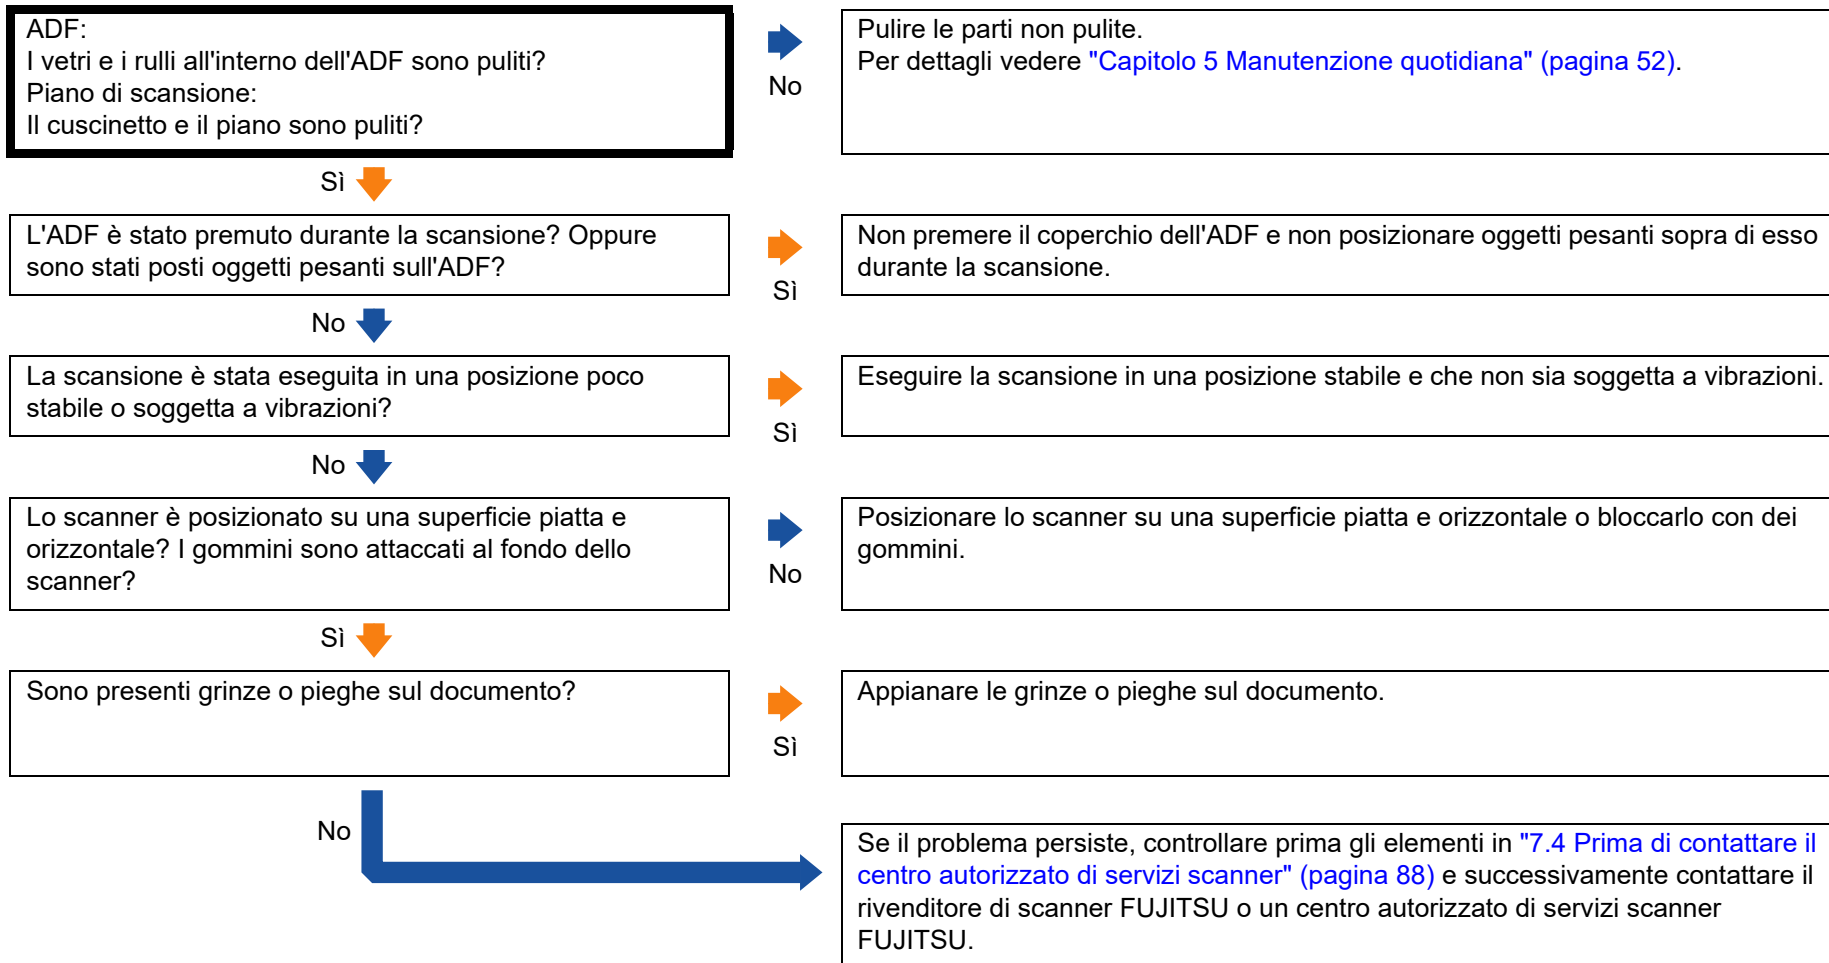 ADF:
I vetri e i rulli all'interno dell'ADF sono puliti?
Piano di scansione:
Il cuscinetto e il piano sono puliti?
No
Pulire le parti non pulite.
Per dettagli vedere "Capitolo 5 Manutenzione quotidiana" (pagina 52).
Sì
L'ADF è stato premuto durante la scansione? Oppure
sono stati posti oggetti pesanti sull'ADF?
Sì
Non premere il coperchio dell'ADF e non posizionare oggetti pesanti sopra di esso
durante la scansione.
No
La scansione è stata eseguita in una posizione poco
stabile o soggetta a vibrazioni?
Sì
Eseguire la scansione in una posizione stabile e che non sia soggetta a vibrazioni.
No
Lo scanner è posizionato su una superficie piatta e
orizzontale? I gommini sono attaccati al fondo dello
scanner?
No
Posizionare lo scanner su una superficie piatta e orizzontale o bloccarlo con dei
gommini.
Sì
Sono presenti grinze o pieghe sul documento?
Sì
Appianare le grinze o pieghe sul documento.
No
Se il problema persiste, controllare prima gli elementi in "7.4 Prima di contattare il
centro autorizzato di servizi scanner" (pagina 88) e successivamente contattare il
rivenditore di scanner FUJITSU o un centro autorizzato di servizi scanner
FUJITSU.